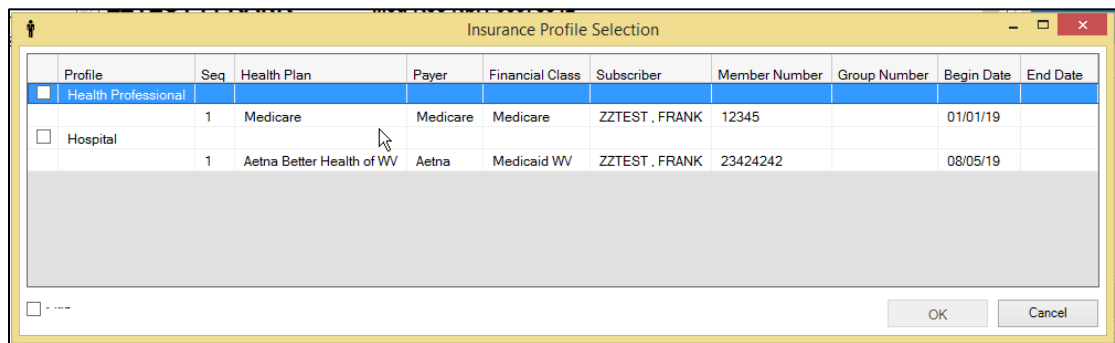 Insurance Profile Selection
Profile Seq Health Plan Payer Financial Class Subscriber Member Number Group Number Begin Date End Date
Health Professional
1 Medicare Medicare Medicare ZZTEST , FRANK 12345 01/01/19
Hospital
1 Aetna Better Health of WV Aetna Medicaid WV ZZTEST , FRANK 23424242 08/05/19
OK Cancel